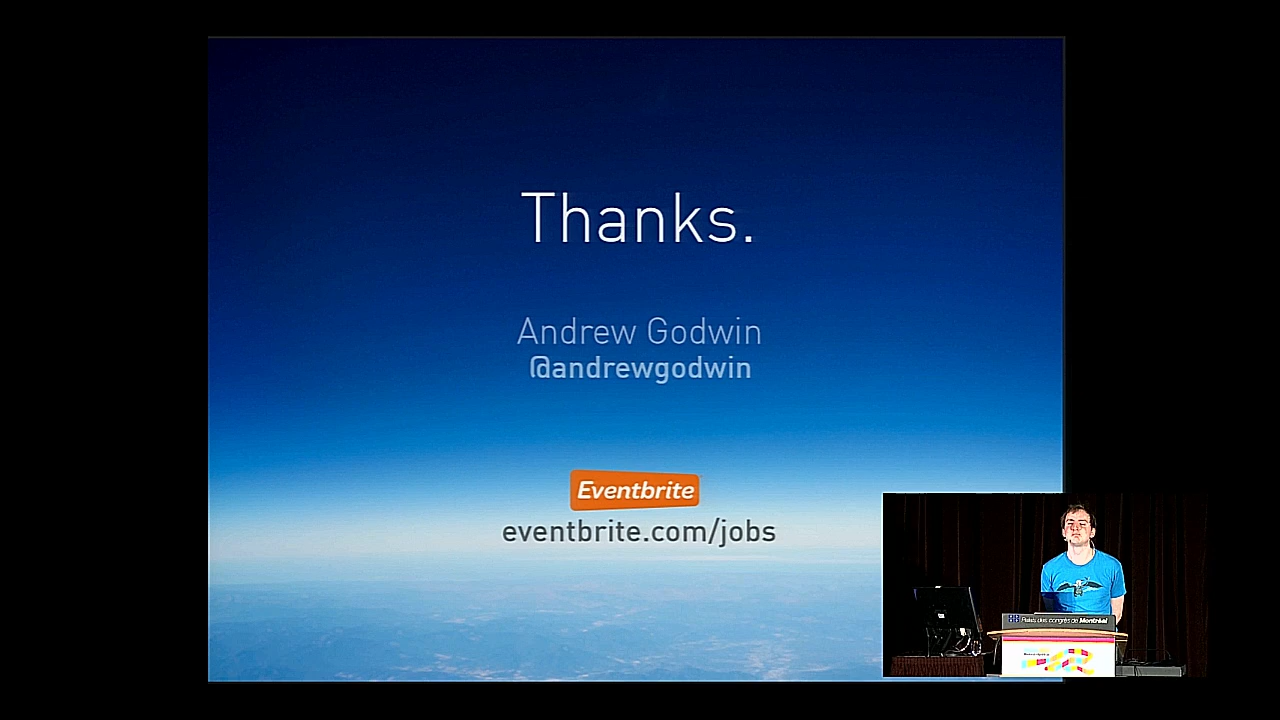 Thanks.
Andrew Godwin
@andrewgodwin
Eventbrite
eventbrite.com/jobs
Palais des congrès de Montréal